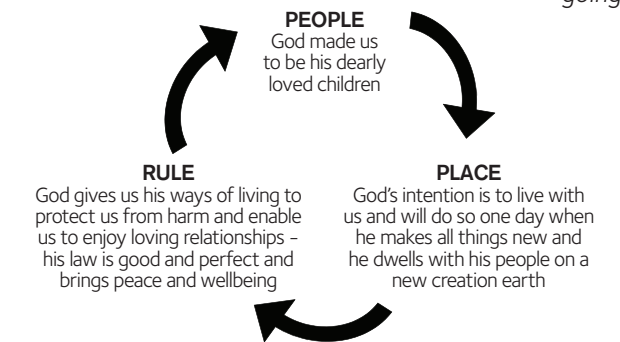 going
PEOPLE
God made us
to be his dearly
loved children
RULE
God gives us his ways of living to
protect us from harm and enable
us to enjoy loving relationships –
his law is good and perfect and
brings peace and wellbeing
PLACE
God's intention is to live with
us and will do so one day when
he makes all things new and
he dwells with his people on a
new creation earth